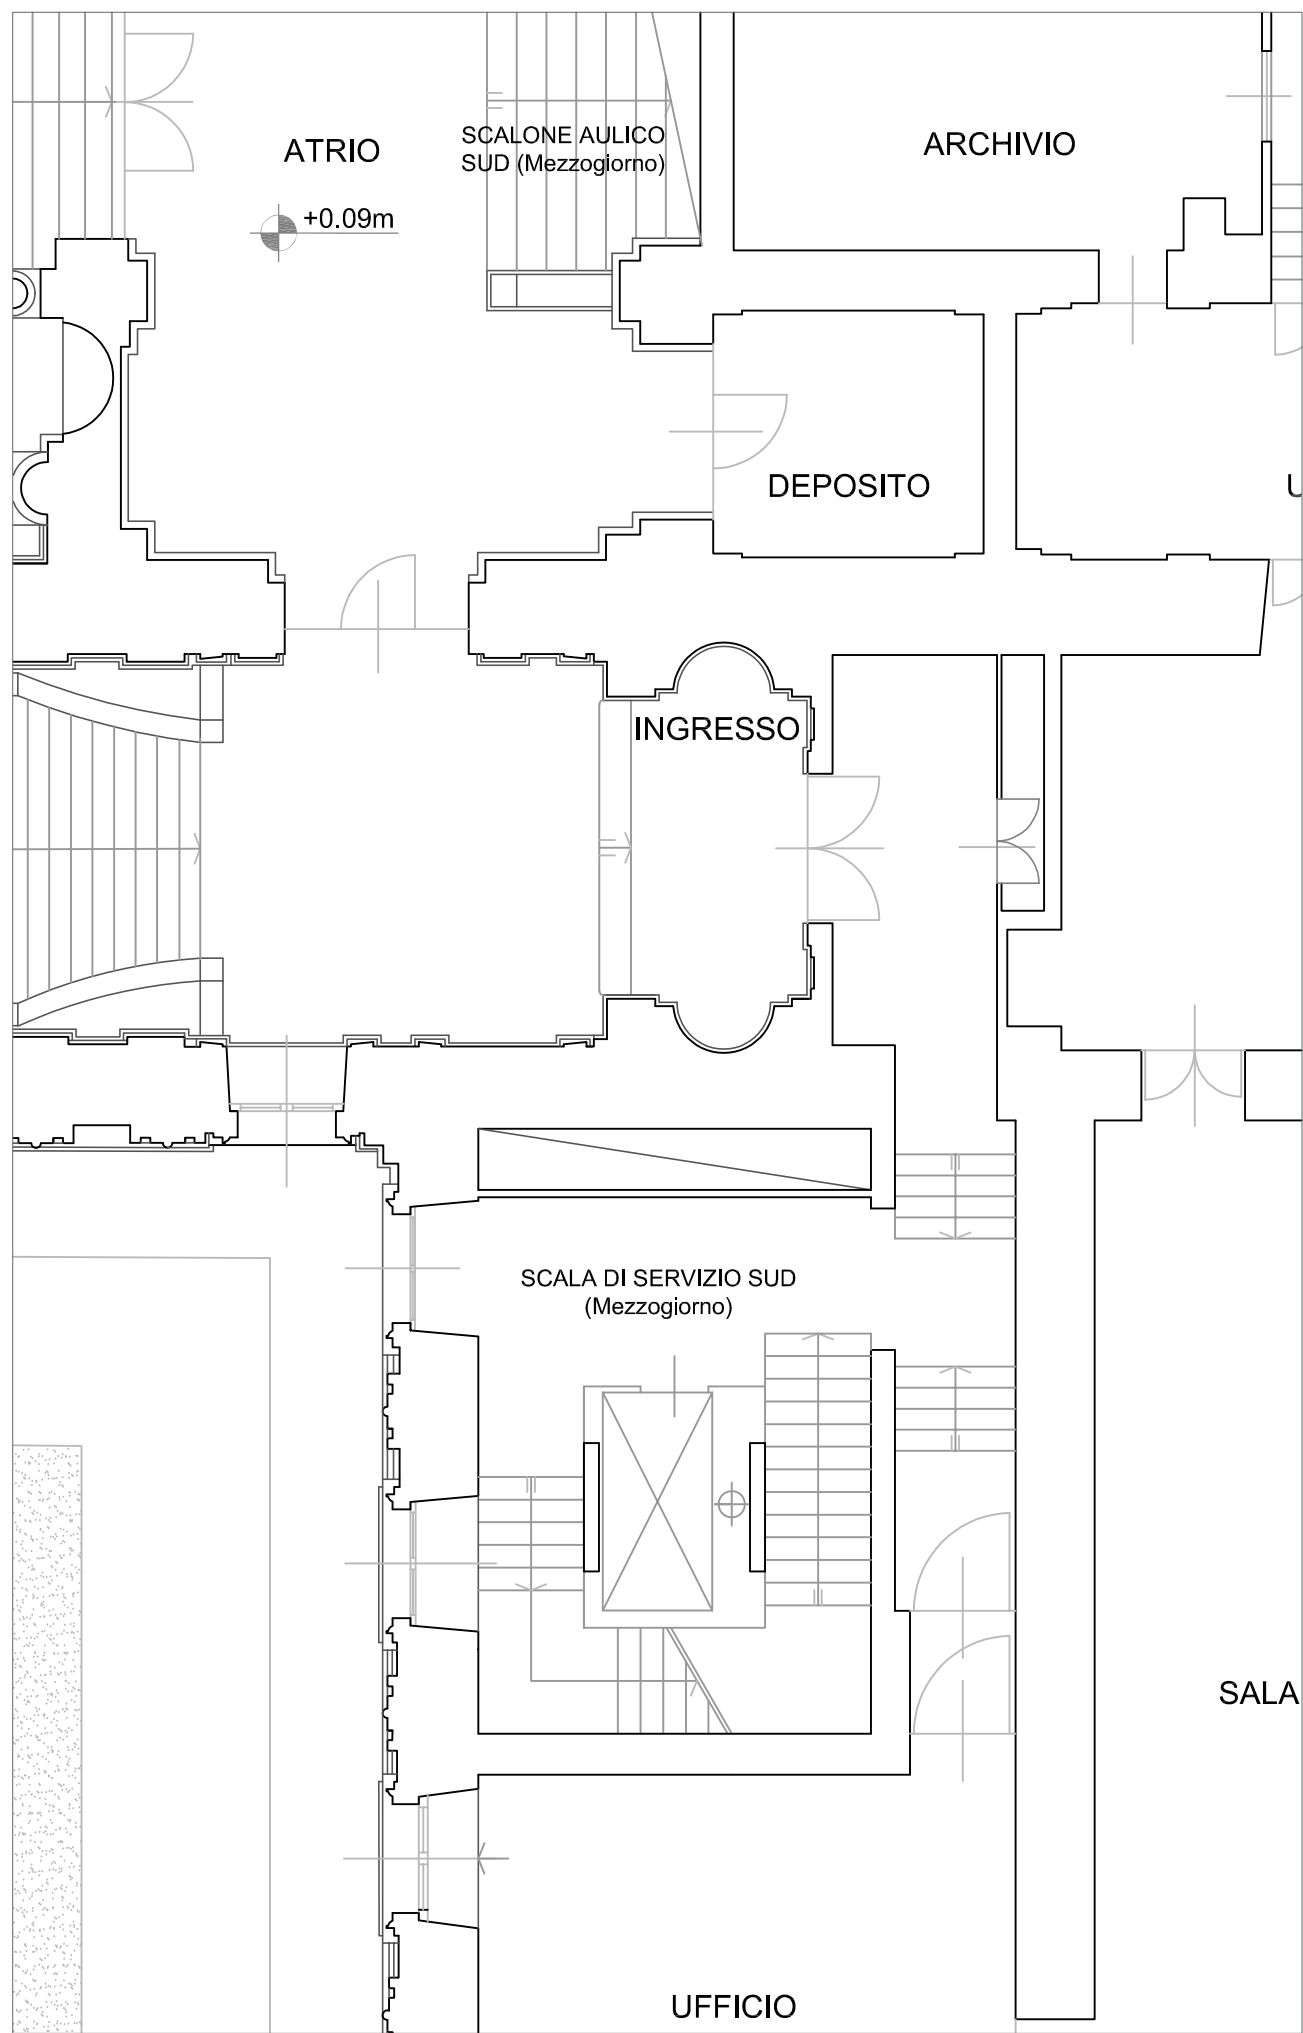 ATRIO
SCALONE AULICO
SUD (Mezzogiorno)
ARCHIVIO
+0.09m
DEPOSITO
U
INGRESSO
SCALA DI SERVIZIO SUD
(Mezzogiorno)
SALA
UFFICIO